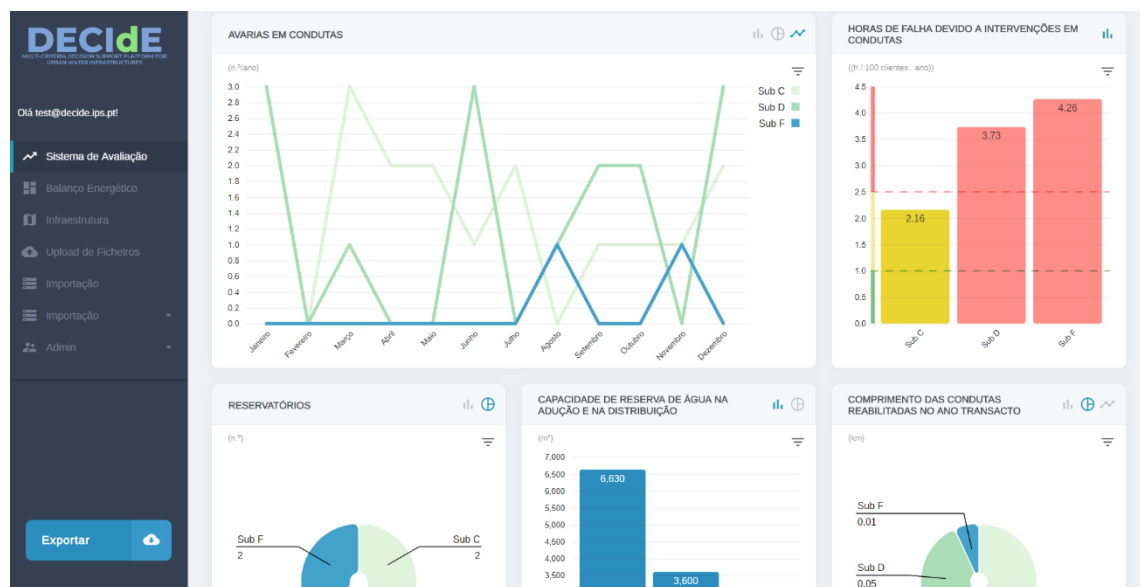 DECIdE
MULTI-CRITERIA DECISION SUPPORT PLATFORM FOR
URBAN WATER INFRASTRUCTURES
Olá test@decide.ips.pt!
Sistema de Avaliação
Balanço Energético
Infraestrutura
Upload de Ficheiros
Importação
Importação
Admin
Exportar
AVARIAS EM CONDUTAS
(n.º/ano)
3.0
2.8
2.6
2.4
2.2
2.0
1.8
1.6
1.4
1.2
1.0
0.8
0.6
0.4
0.2
0.0
Janeiro
Fevereiro
Março
Abril
Maio
Junho
Julho
Agosto
Setembro
Outubro
Novembro
Dezembro
Sub C
Sub D
Sub F
HORAS DE FALHA DEVIDO A INTERVENÇÕES EM
CONDUTAS
((h / 100 clientes . ano))
4.5
4.0
3.5
3.0
2.5
2.0
1.5
1.0
0.5
0.0
2.16
3.73
4.26
Sub C
Sub D
Sub F
RESERVATÓRIOS
(n.º)
Sub F
2
Sub C
2
CAPACIDADE DE RESERVA DE ÁGUA NA
ADUÇÃO E NA DISTRIBUIÇÃO
(m³)
7,000
6,500
6,000
5,500
5,000
4,500
4,000
3,500
6,630
3,600
COMPRIMENTO DAS CONDUTAS
REABILITADAS NO ANO TRANSACTO
(km)
Sub F
0.01
Sub D
0.05